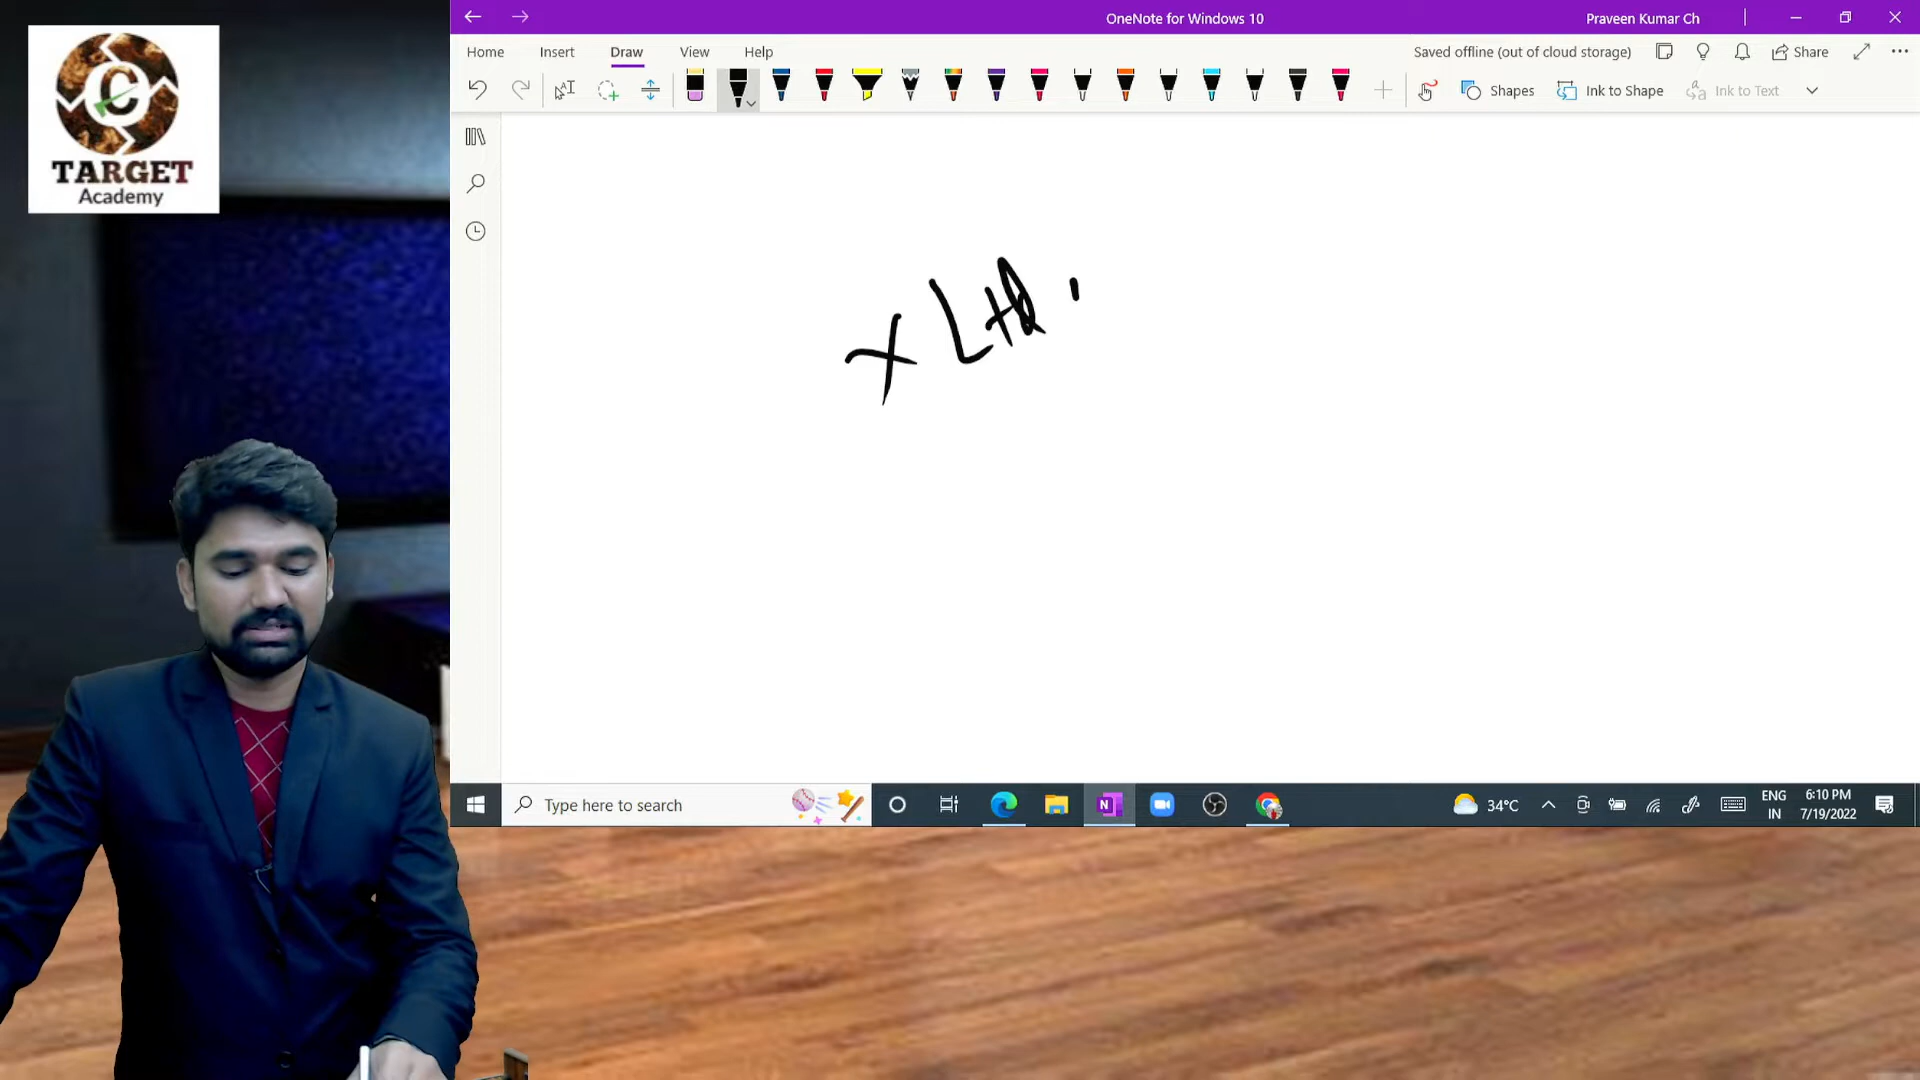 OneNote for Windows 10
Praveen Kumar Ch
Home Insert Draw View Help
Saved offline (out of cloud storage)
Share
Shapes
Ink to Shape
Ink to Text
C
TARGET
Academy
X Ltd
Type here to search
N
34°C
ENG
IN
6:10 PM
7/19/2022